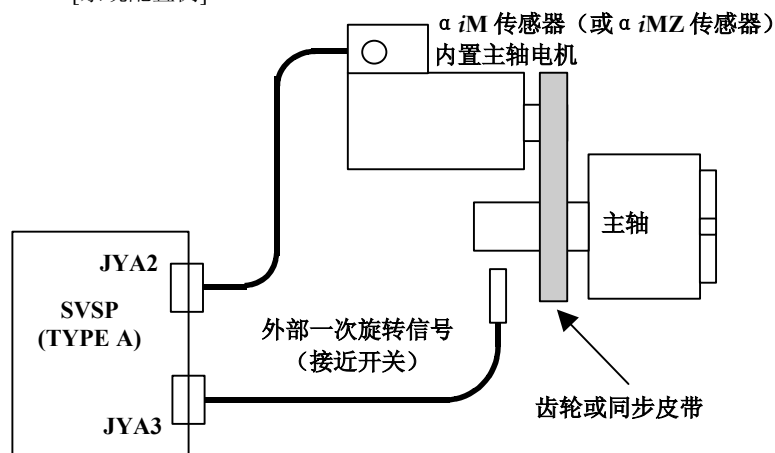 α iM 传感器（或 α iMZ 传感器）
内置主轴电机
主轴
JYA2
SVSP
(TYPE A)
外部一次旋转信号
（接近开关）
齿轮或同步皮带
JYA3